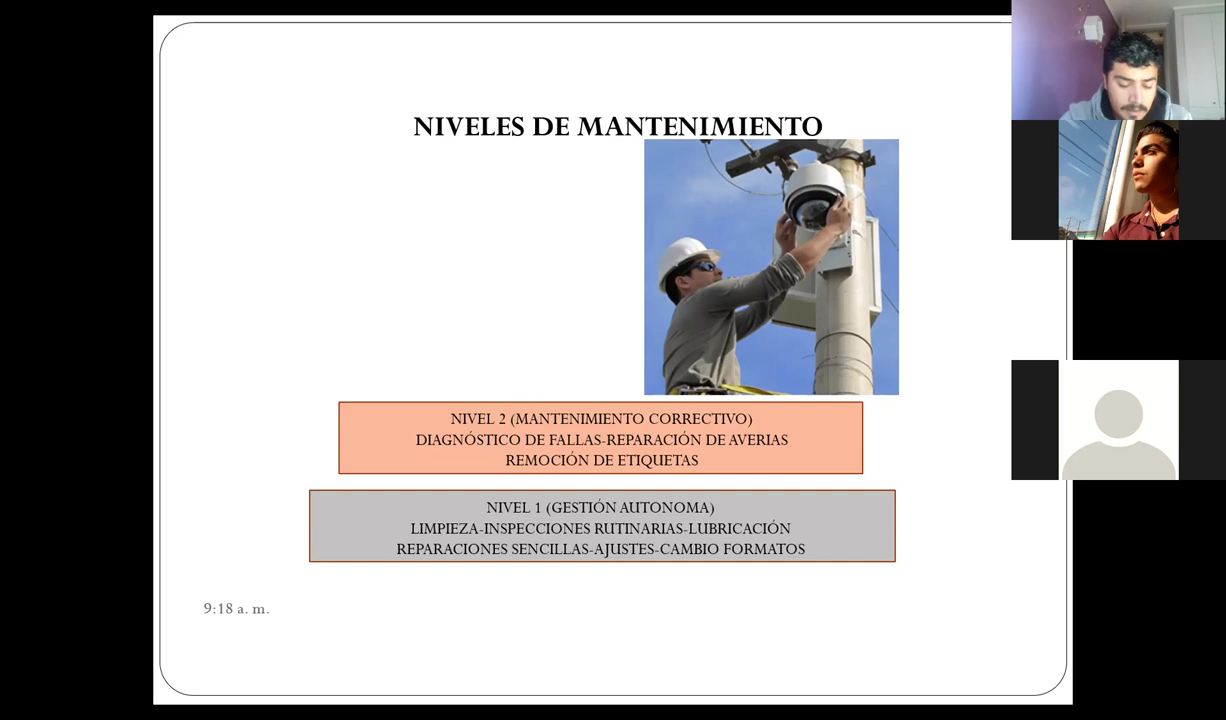 NIVELES DE MANTENIMIENTO
NIVEL 2 (MANTENIMIENTO CORRECTIVO)
DIAGNÓSTICO DE FALLAS-REPARACIÓN DE AVERIAS
REMOCIÓN DE ETIQUETAS
NIVEL 1 (GESTIÓN AUTONOMA)
LIMPIEZA-INSPECCIONES RUTINARIAS-LUBRICACIÓN
REPARACIONES SENCILLAS-AJUSTES-CAMBIO FORMATOS
9:18 a. m.